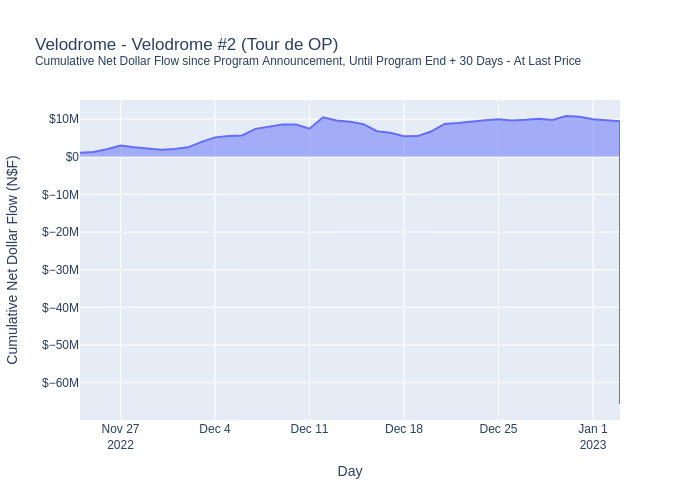 Velodrome - Velodrome #2 (Tour de OP)
Cumulative Net Dollar Flow since Program Announcement, Until Program End + 30 Days - At Last Price
Cumulative Net Dollar Flow (N$F)
$10M
$0
$−10M
$−20M
$−30M
$−40M
$−50M
$−60M
Nov 27
2022
Dec 4
Dec 11
Dec 18
Dec 25
Jan 1
2023
Day